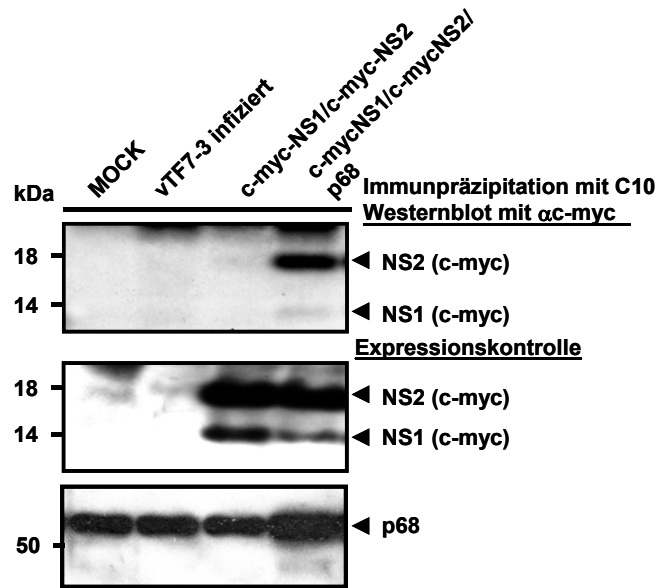 MOCK
vTF7-3 infiziert
c-myc-NS1/c-myc-NS2
c-mycNS1/c-mycNS2/
p68
kDa
Immunpräzipitation mit C10
Westernblot mit αc-myc
18
NS2 (c-myc)
14
NS1 (c-myc)
Expressionskontrolle
18
NS2 (c-myc)
14
NS1 (c-myc)
p68
50